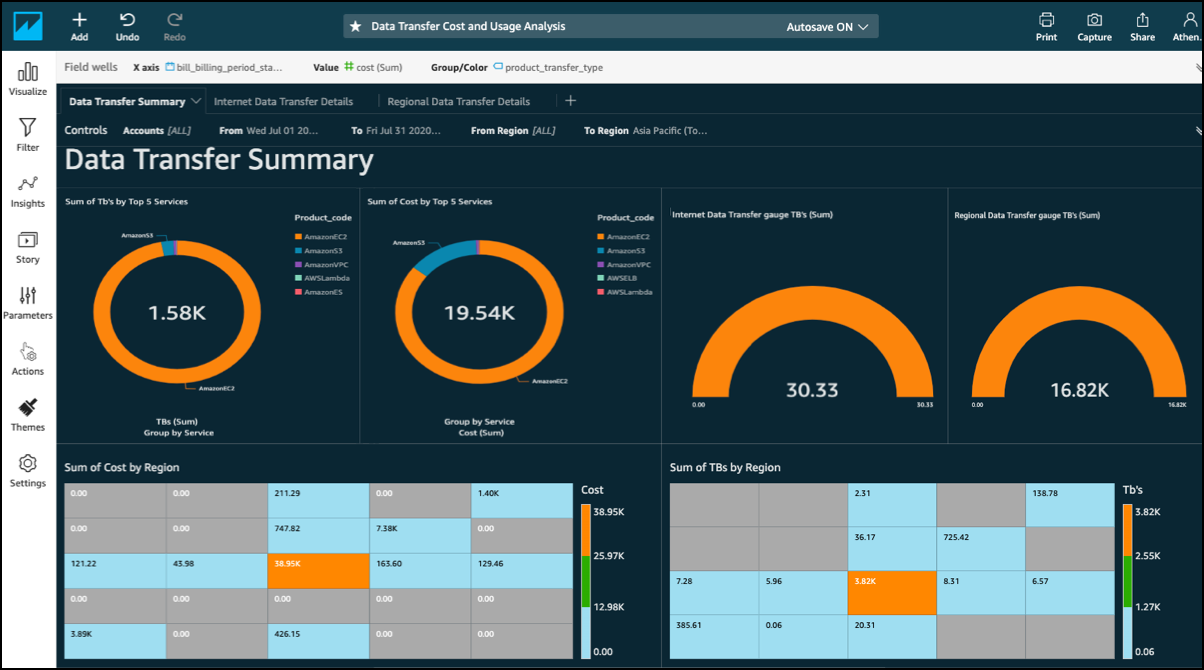 Add
Undo
Redo
Data Transfer Cost and Usage Analysis
Autosave ON
Print
Capture
Share
Athen.
Visualize
Filter
Insights
Story
Parameters
Actions
Themes
Settings
Field wells X axis bill_billing_period_sta... Value cost (Sum) Group/Color product_transfer_type
Data Transfer Summary Internet Data Transfer Details Regional Data Transfer Details
Controls Accounts [ALL] From Wed Jul 01 20... To Fri Jul 31 2020... From Region [ALL] To Region Asia Pacific (To...
Data Transfer Summary
Sum of Tb's by Top 5 Services
Product_code
AmazonEC2
AmazonS3
AmazonVPC
AWSLambda
AmazonES
AmazonS3
1.58K
AmazonEC2
TBs (Sum)
Group by Service
Sum of Cost by Top 5 Services
Product_code
AmazonEC2
AmazonS3
AmazonVPC
AWSELB
AWSLambda
AmazonS3
19.54K
AmazonEC2
Group by Service
Cost (Sum)
Internet Data Transfer gauge TB's (Sum)
30.33
0.00 30.33
Regional Data Transfer gauge TB's (Sum)
16.82K
0.00 16.82K
Sum of Cost by Region
0.00 0.00 211.29 0.00 1.40K
0.00 0.00 747.82 7.38K 0.00
121.22 43.98 38.95K 163.60 129.46
0.00 0.00 0.00 0.00 0.00
3.89K 0.00 426.15 0.00 0.00
Cost
38.95K
25.97K
12.98K
0.00
Sum of TBs by Region
2.31 138.78
36.17 725.42
7.28 5.96 3.82K 8.31 6.57
385.61 0.06 20.31
Tb's
3.82K
2.55K
1.27K
0.06